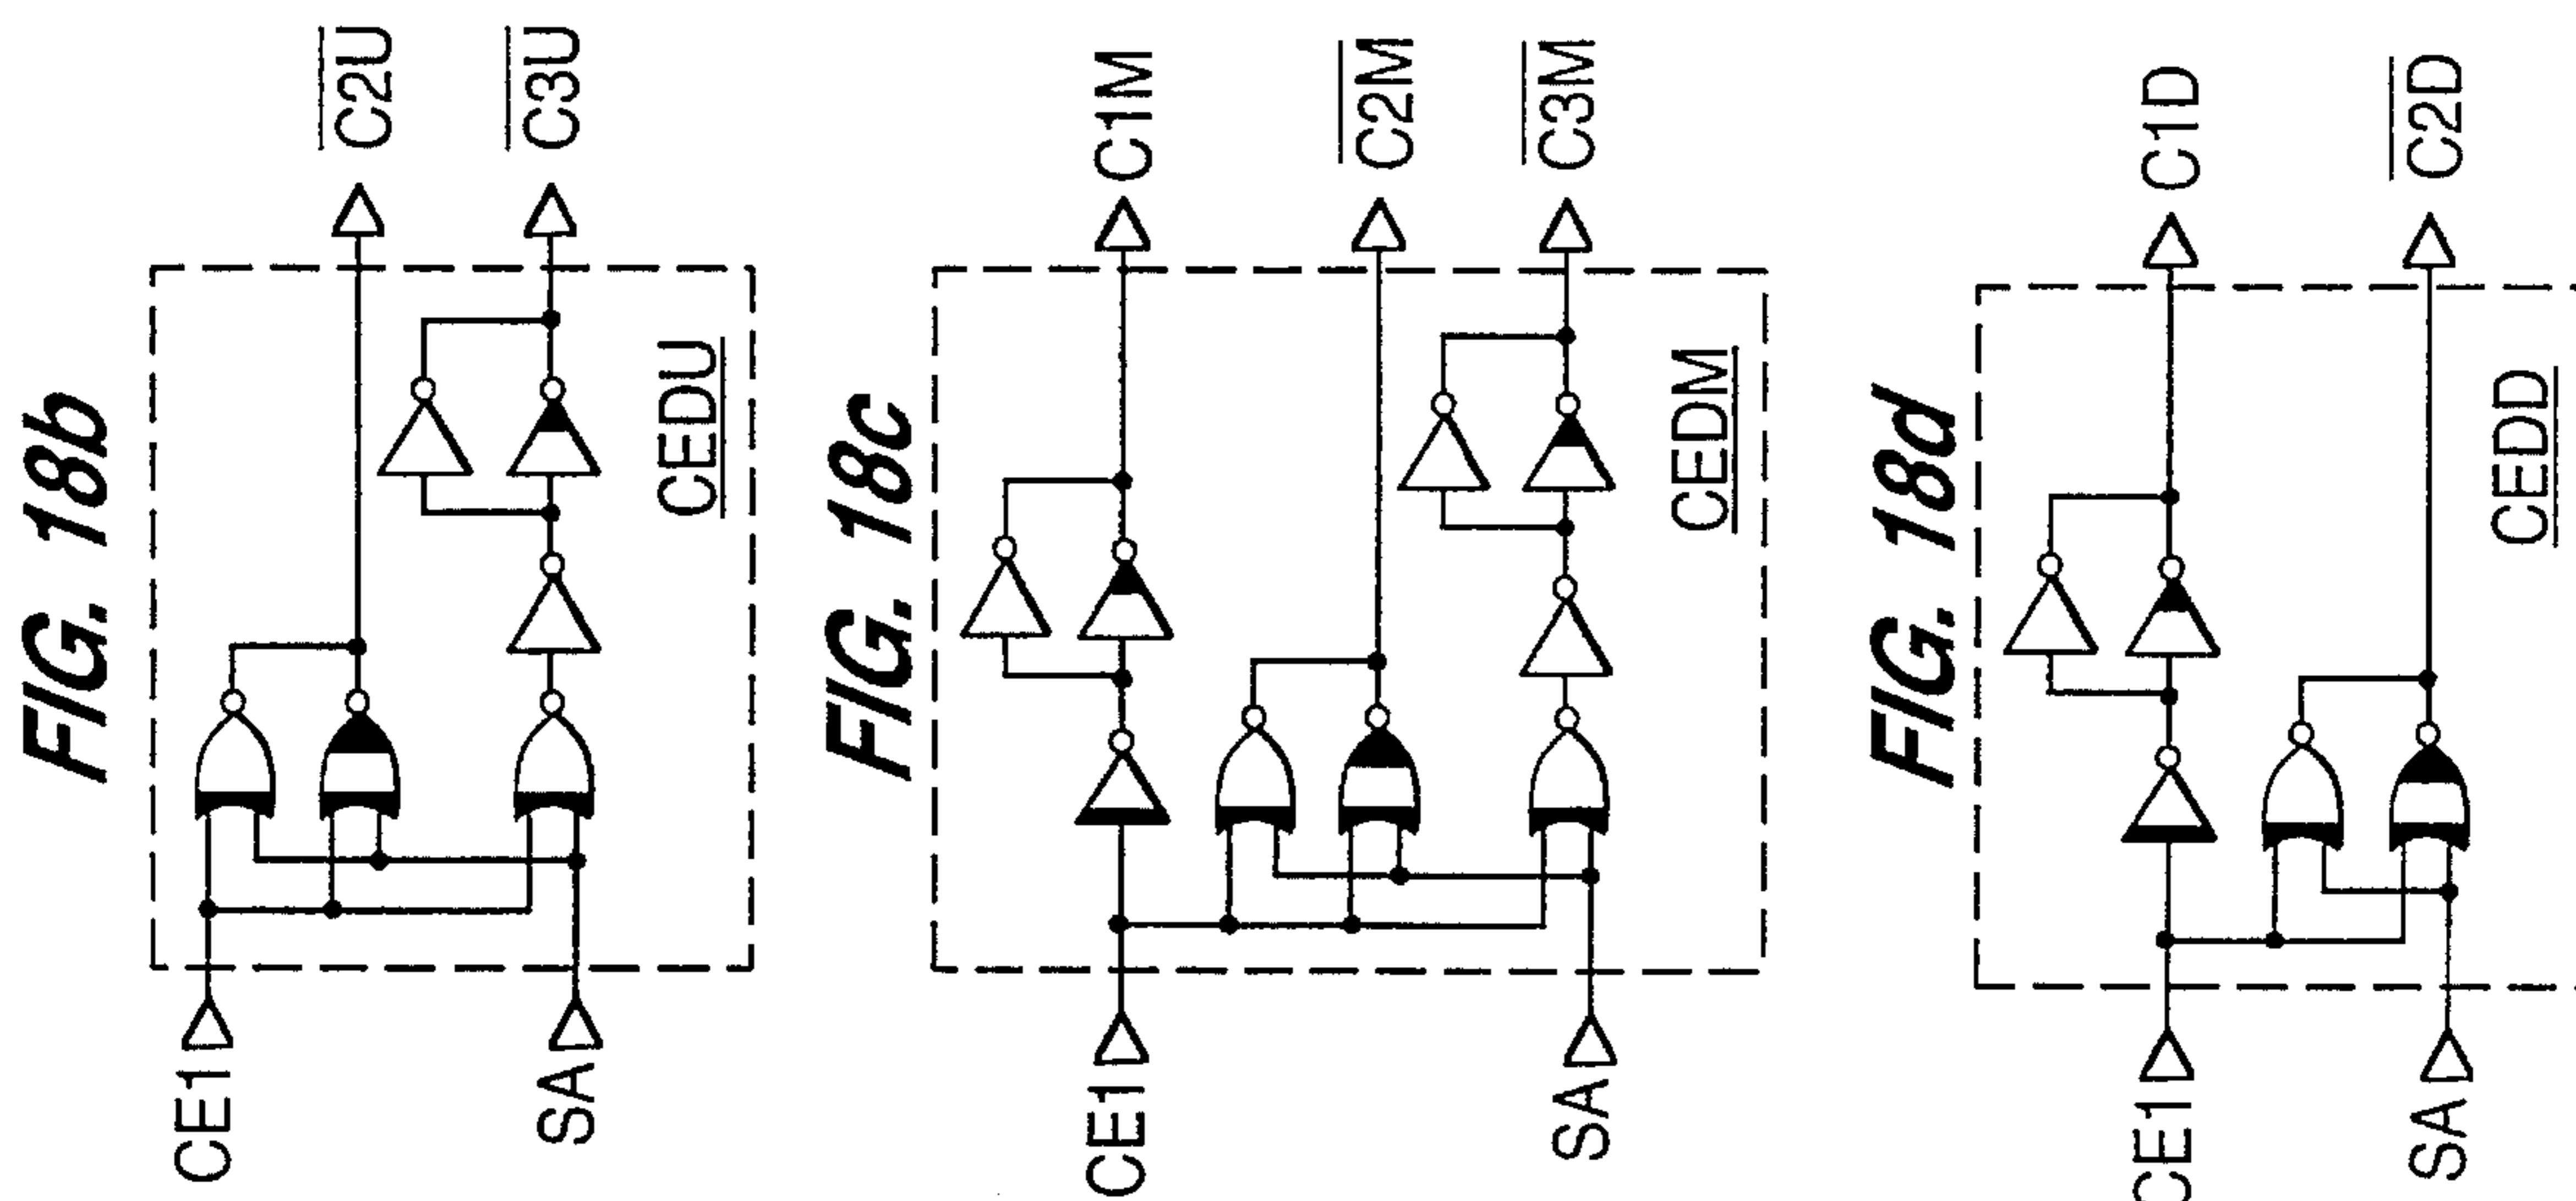 FIG. 18b
CE1
SA
C2U
C3U
CEDU
FIG. 18c
CE1
SA
C1M
C2M
C3M
CEDM
FIG. 18d
CE1
SA
C1D
C2D
CEDD